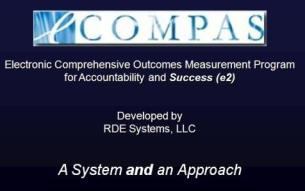 e COMPAS
Electronic Comprehensive Outcomes Measurement Program
for Accountability and Success (e2)
Developed by
RDE Systems, LLC
A System and an Approach